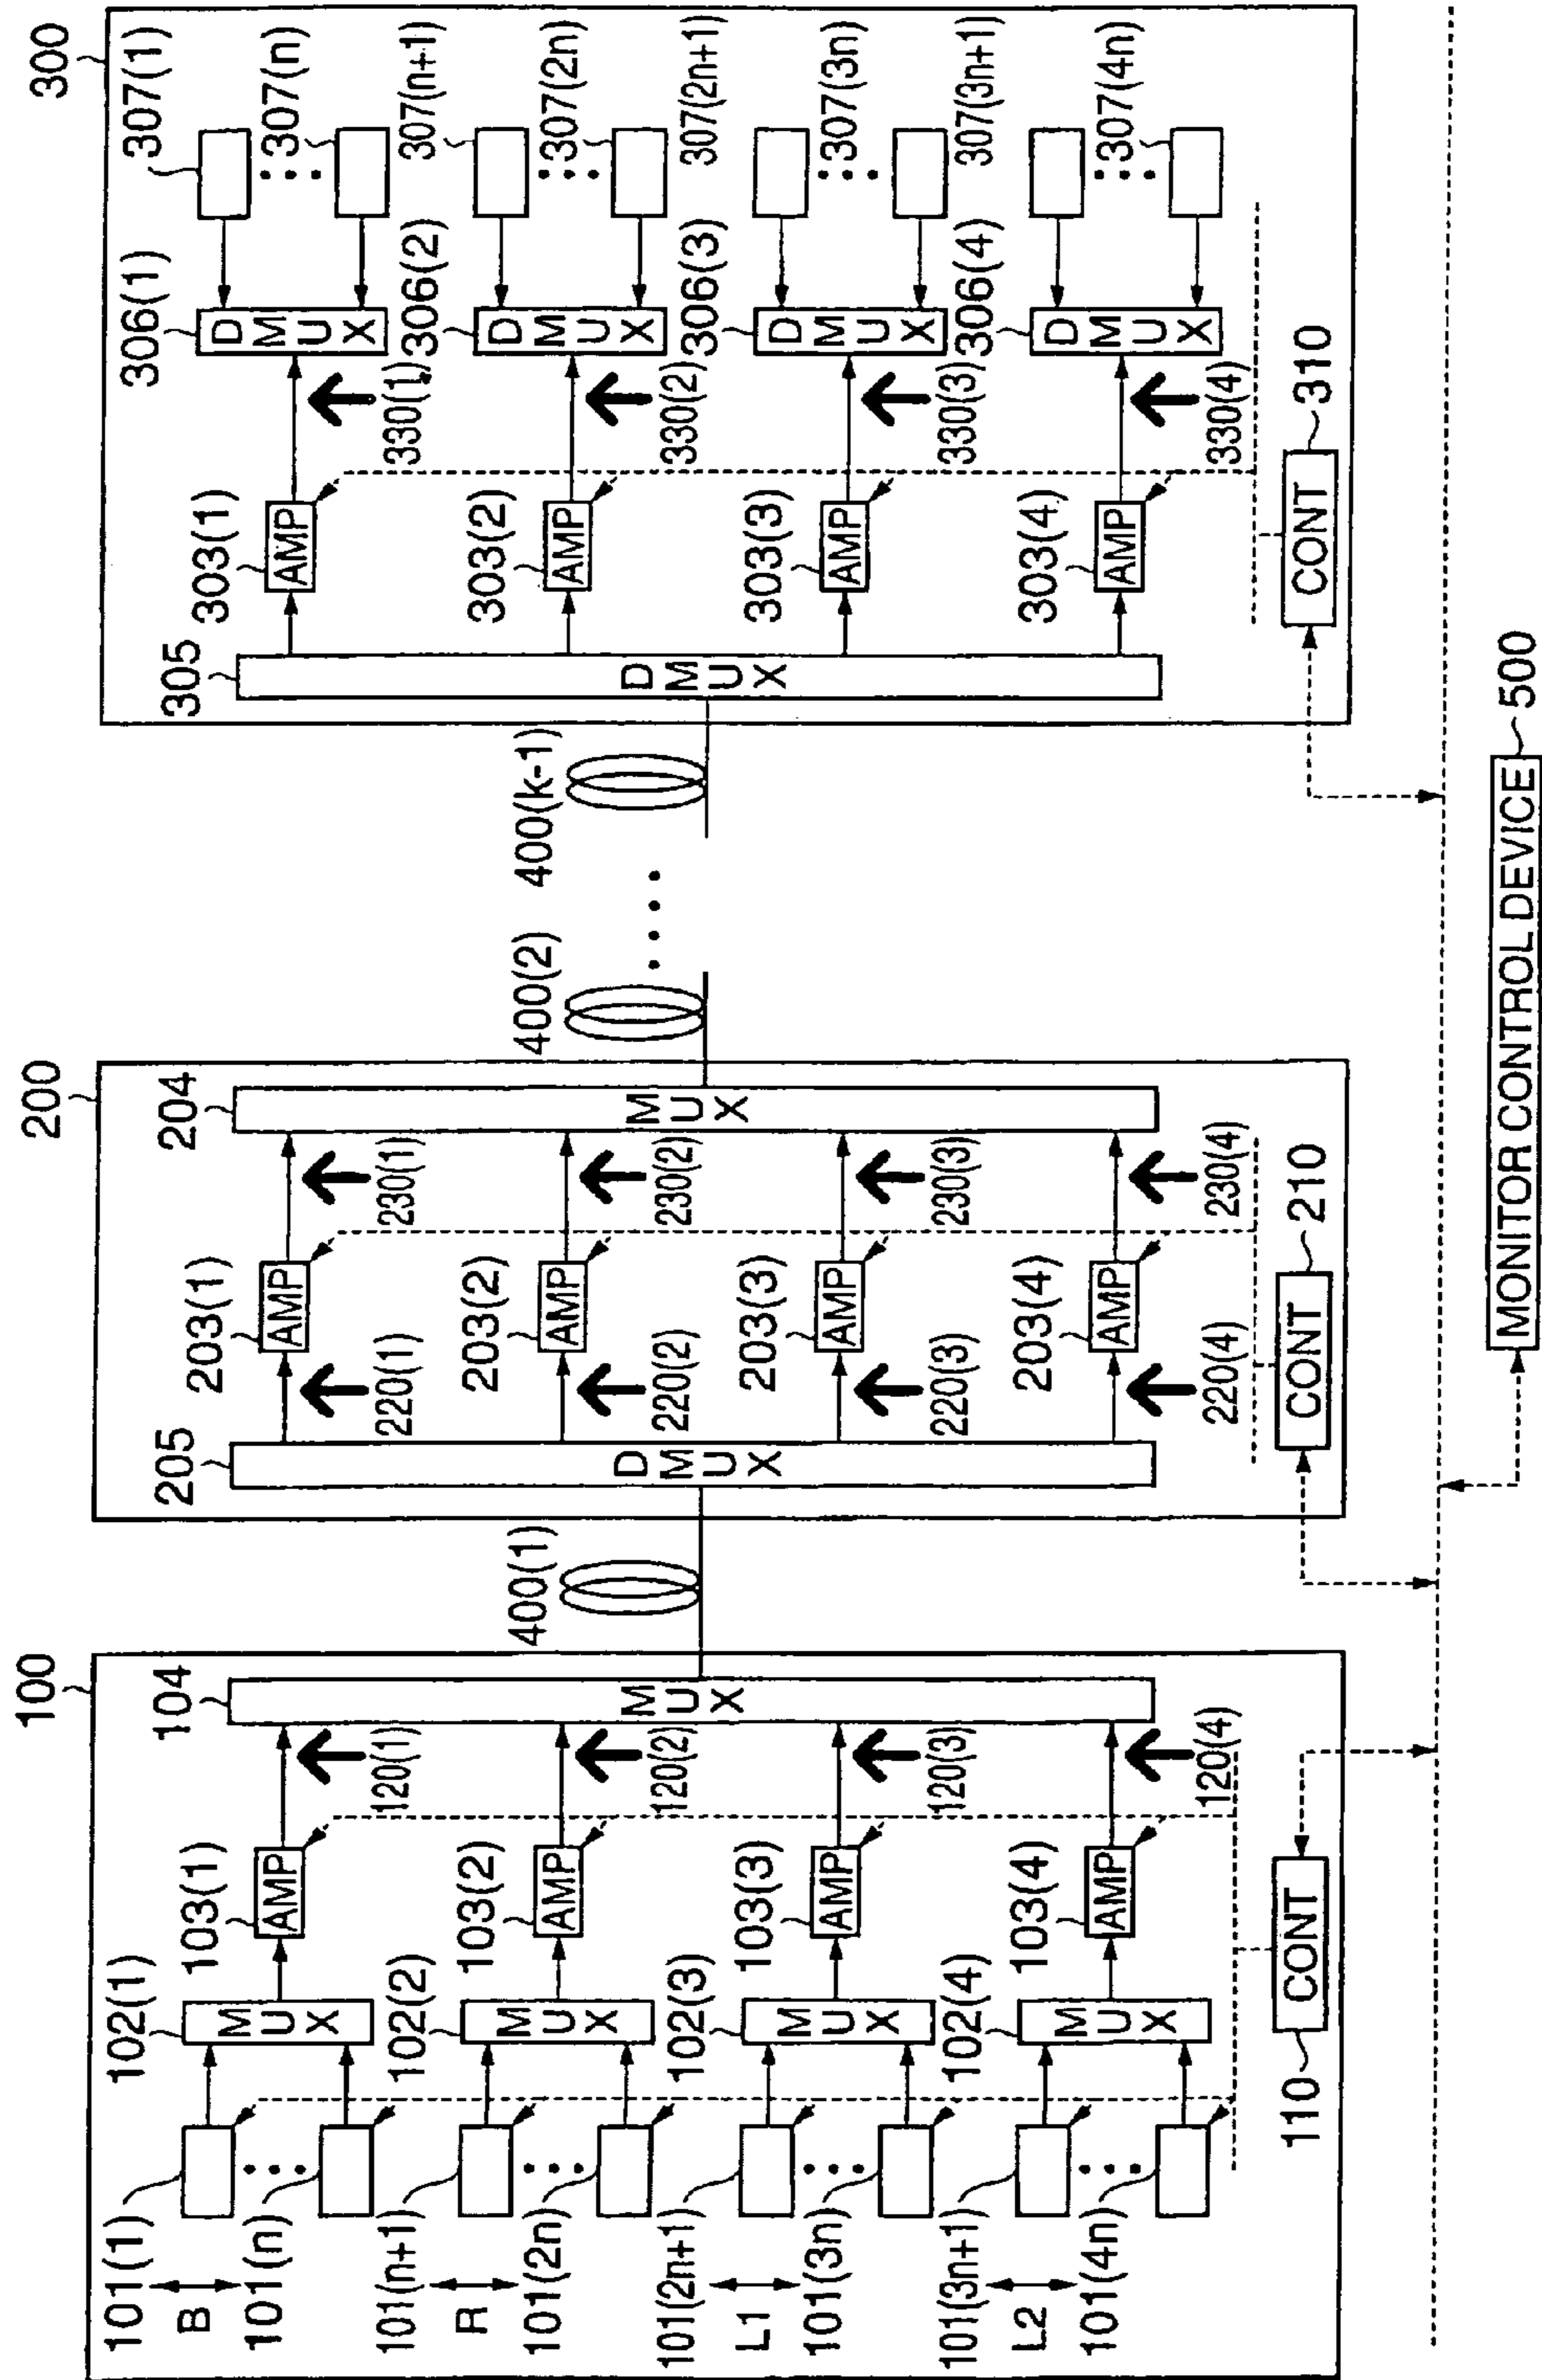 100
101(1)
B
101(n)
101(n+1)
R
101(2n)
101(2n+1)
L1
101(3n)
101(3n+1)
L2
101(4n)
102(1)
MUX
102(2)
MUX
102(3)
MUX
102(4)
MUX
103(1)
AMP
103(2)
AMP
103(3)
AMP
103(4)
AMP
120(1)
120(2)
120(3)
120(4)
104
MUX
110
CONT
400(1)
200
205
DMUX
220(1)
220(2)
220(3)
220(4)
203(1)
AMP
203(2)
AMP
203(3)
AMP
203(4)
AMP
230(1)
230(2)
230(3)
230(4)
204
MUX
CONT
210
400(2)
400(k-1)
300
305
DMUX
303(1)
AMP
303(2)
AMP
303(3)
AMP
303(4)
AMP
330(1)
330(2)
330(3)
330(4)
306(1)
DMUX
306(2)
DMUX
306(3)
DMUX
306(4)
DMUX
307(1)
307(n)
307(n+1)
307(2n)
307(2n+1)
307(3n)
307(3n+1)
307(4n)
CONT
310
MONITOR CONTROL DEVICE
500